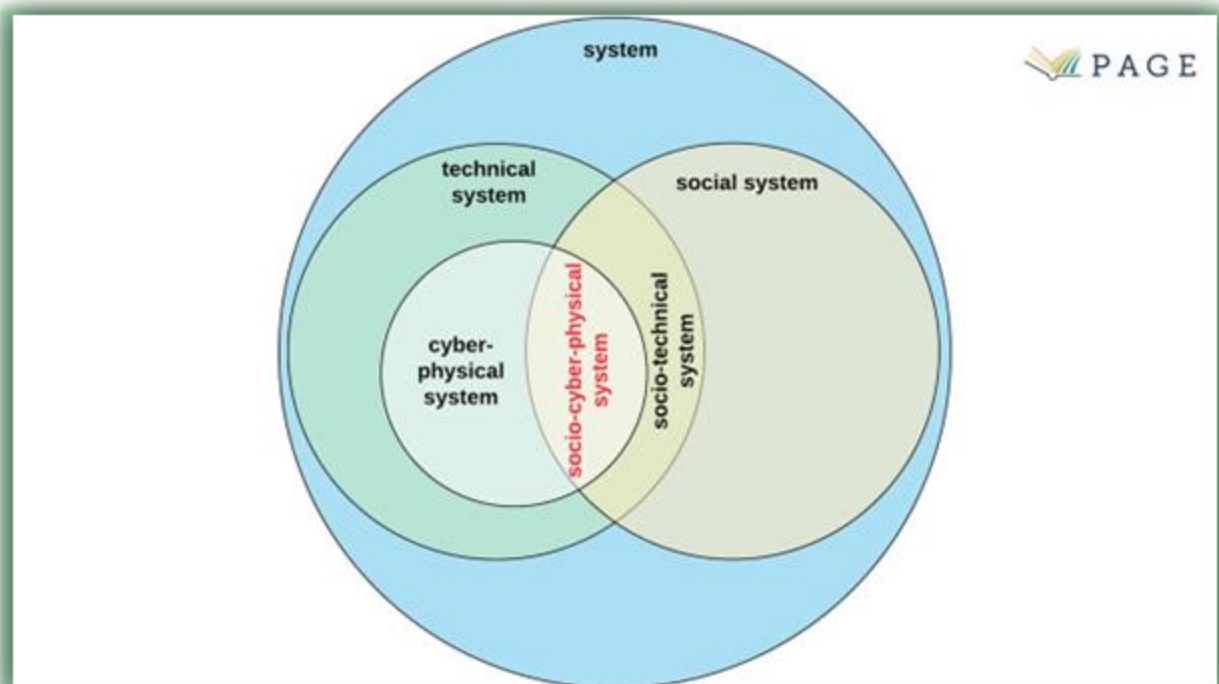 system
PAGE
technical
system
social system
cyber-
physical
system
socio-cyber-physical
system
socio-technical
system